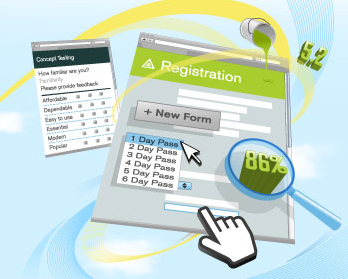 Concept Testing
How familiar are you?
Familiarity
Please provide feedback
Affordable
Dependable
Easy to use
Essential
Modern
Popular
Registration
+ New Form
1 Day Pass
2 Day Pass
3 Day Pass
4 Day Pass
5 Day Pass
6 Day Pass
86%
5.2